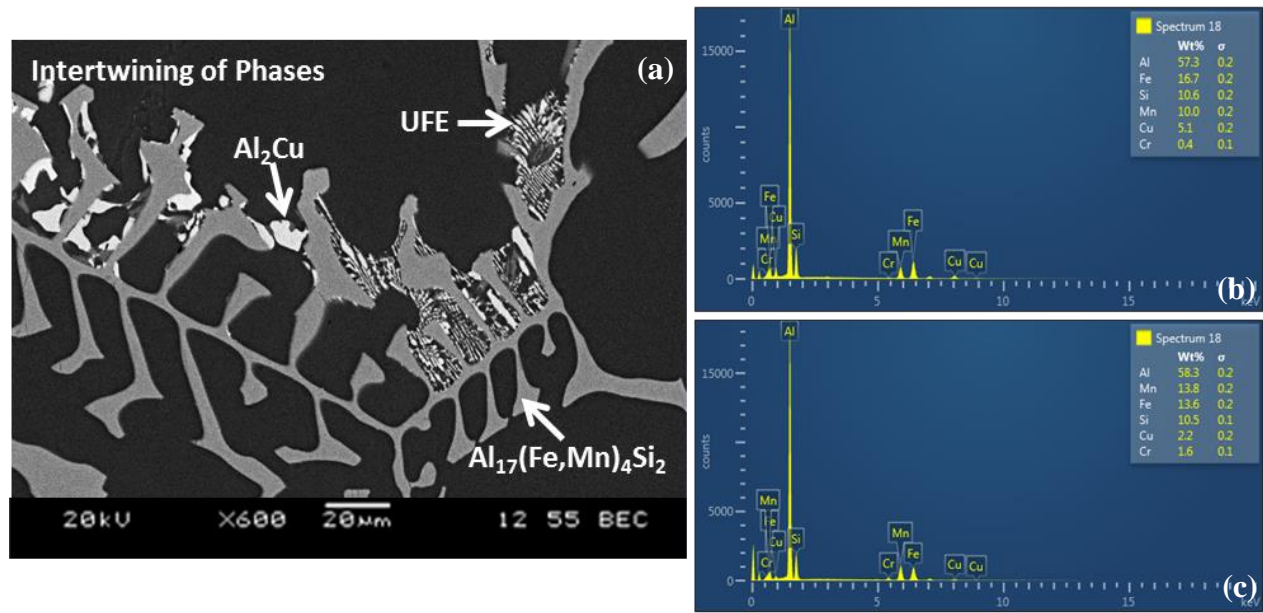 Intertwining of Phases
(a)
UFE
Al₂Cu
Al₁₇(Fe,Mn)₄Si₂
20kV X600 20µm 12 55 BEC
Al
Spectrum 18
Wt% σ
Al 57.3 0.2
Fe 16.7 0.2
Si 10.6 0.2
Mn 10.0 0.2
Cu 5.1 0.2
Cr 0.4 0.1
15000
counts
5000
0
Fe
Cu
Mn
Cr
Si
Cr
Mn
Fe
Cu
Cu
0 5 10 15 keV
(b)
Al
Spectrum 18
Wt% σ
Al 58.3 0.2
Mn 13.8 0.2
Fe 13.6 0.2
Si 10.5 0.1
Cu 2.2 0.2
Cr 1.6 0.1
15000
counts
5000
0
Mn
Fe
Cu
Cr
Si
Cr
Mn
Fe
Cu
Cu
0 5 10 15 keV
(c)